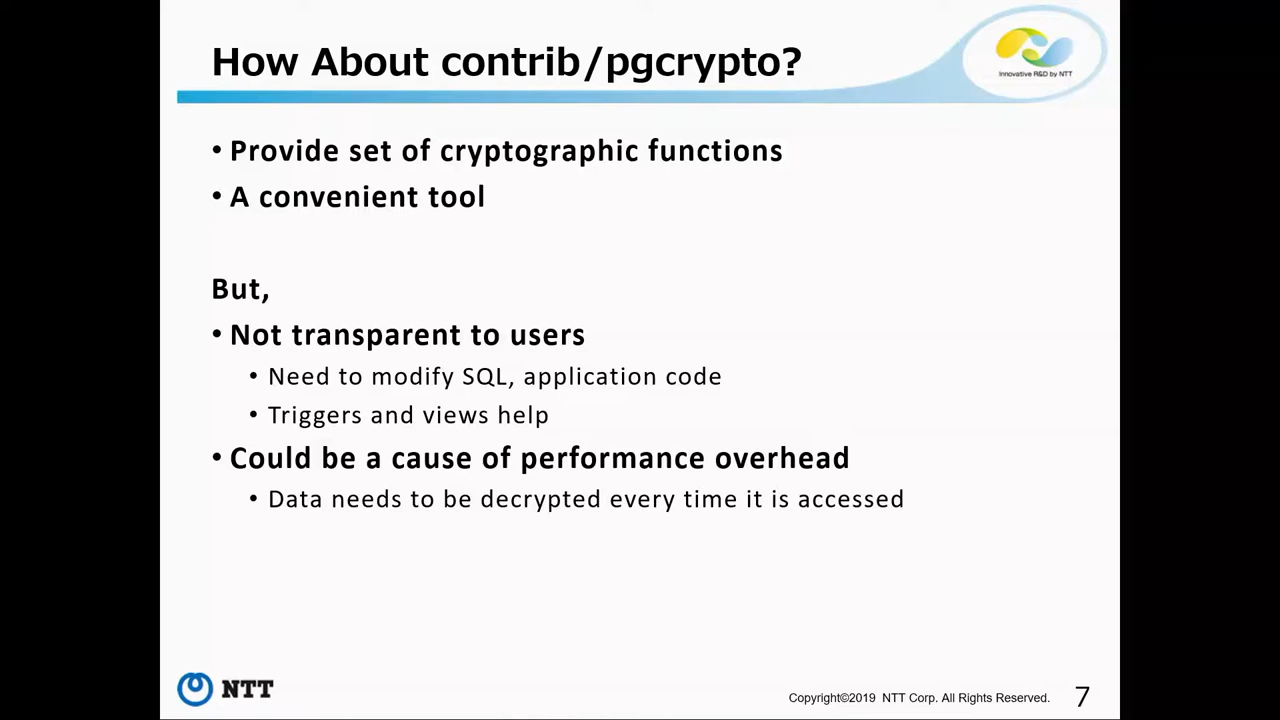 How About contrib/pgcrypto?
Innovative R&D by NTT
• Provide set of cryptographic functions
• A convenient tool
But,
• Not transparent to users
• Need to modify SQL, application code
• Triggers and views help
• Could be a cause of performance overhead
• Data needs to be decrypted every time it is accessed
NTT
Copyright©2019 NTT Corp. All Rights Reserved.
7